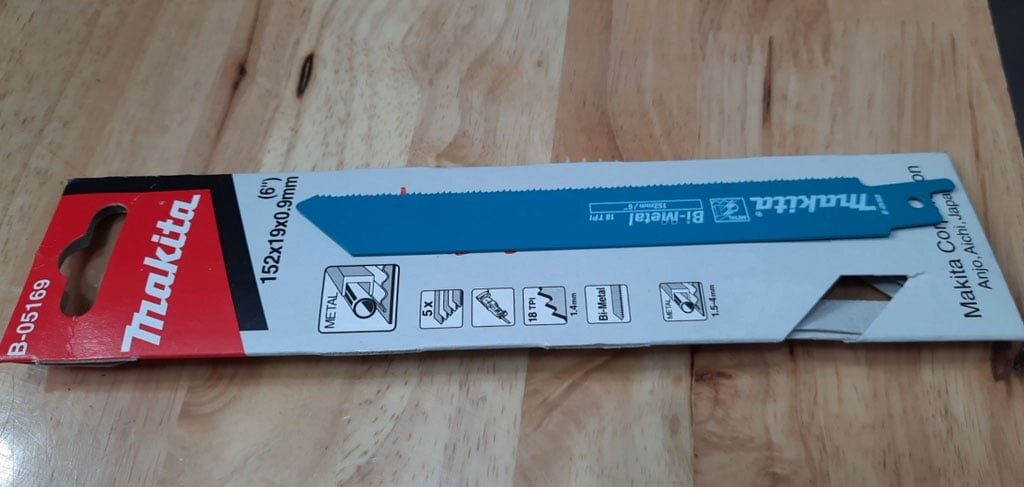 B-05169
Makita
152x19x0.9mm
(6")
METAL
5 X
18 TPI
1.4mm
Bi-Metal
METAL
1.5-4mm
Makita
METAL
Bi-Metal
18 TPI
152mm / 6"
Makita
Anjo, Aichi, Japan